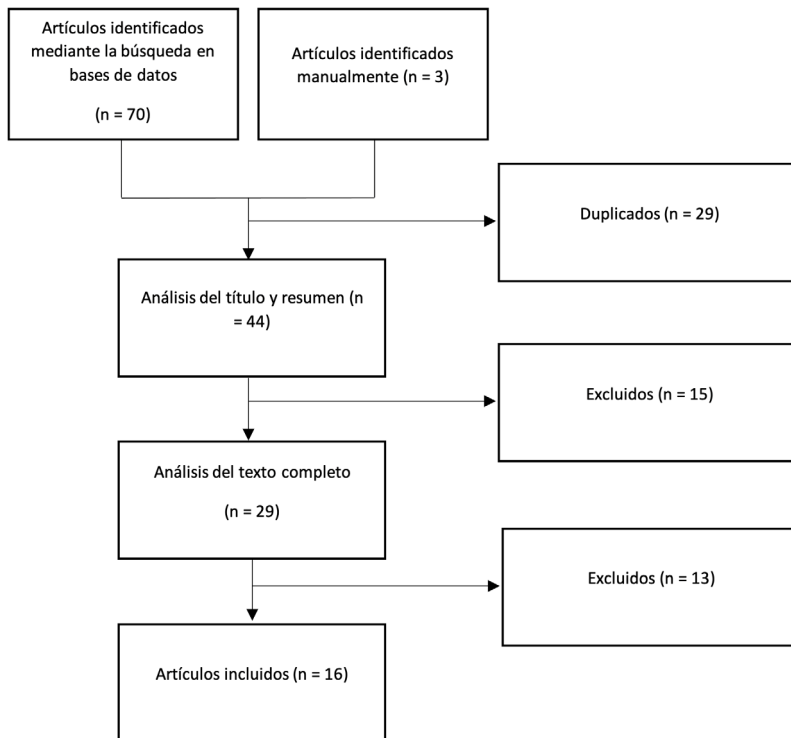 Artículos identificados
mediante la búsqueda en
bases de datos
(n = 70)
Artículos identificados
manualmente (n = 3)
Duplicados (n = 29)
Análisis del título y resumen (n
= 44)
Excluidos (n = 15)
Análisis del texto completo
(n = 29)
Excluidos (n = 13)
Artículos incluidos (n = 16)